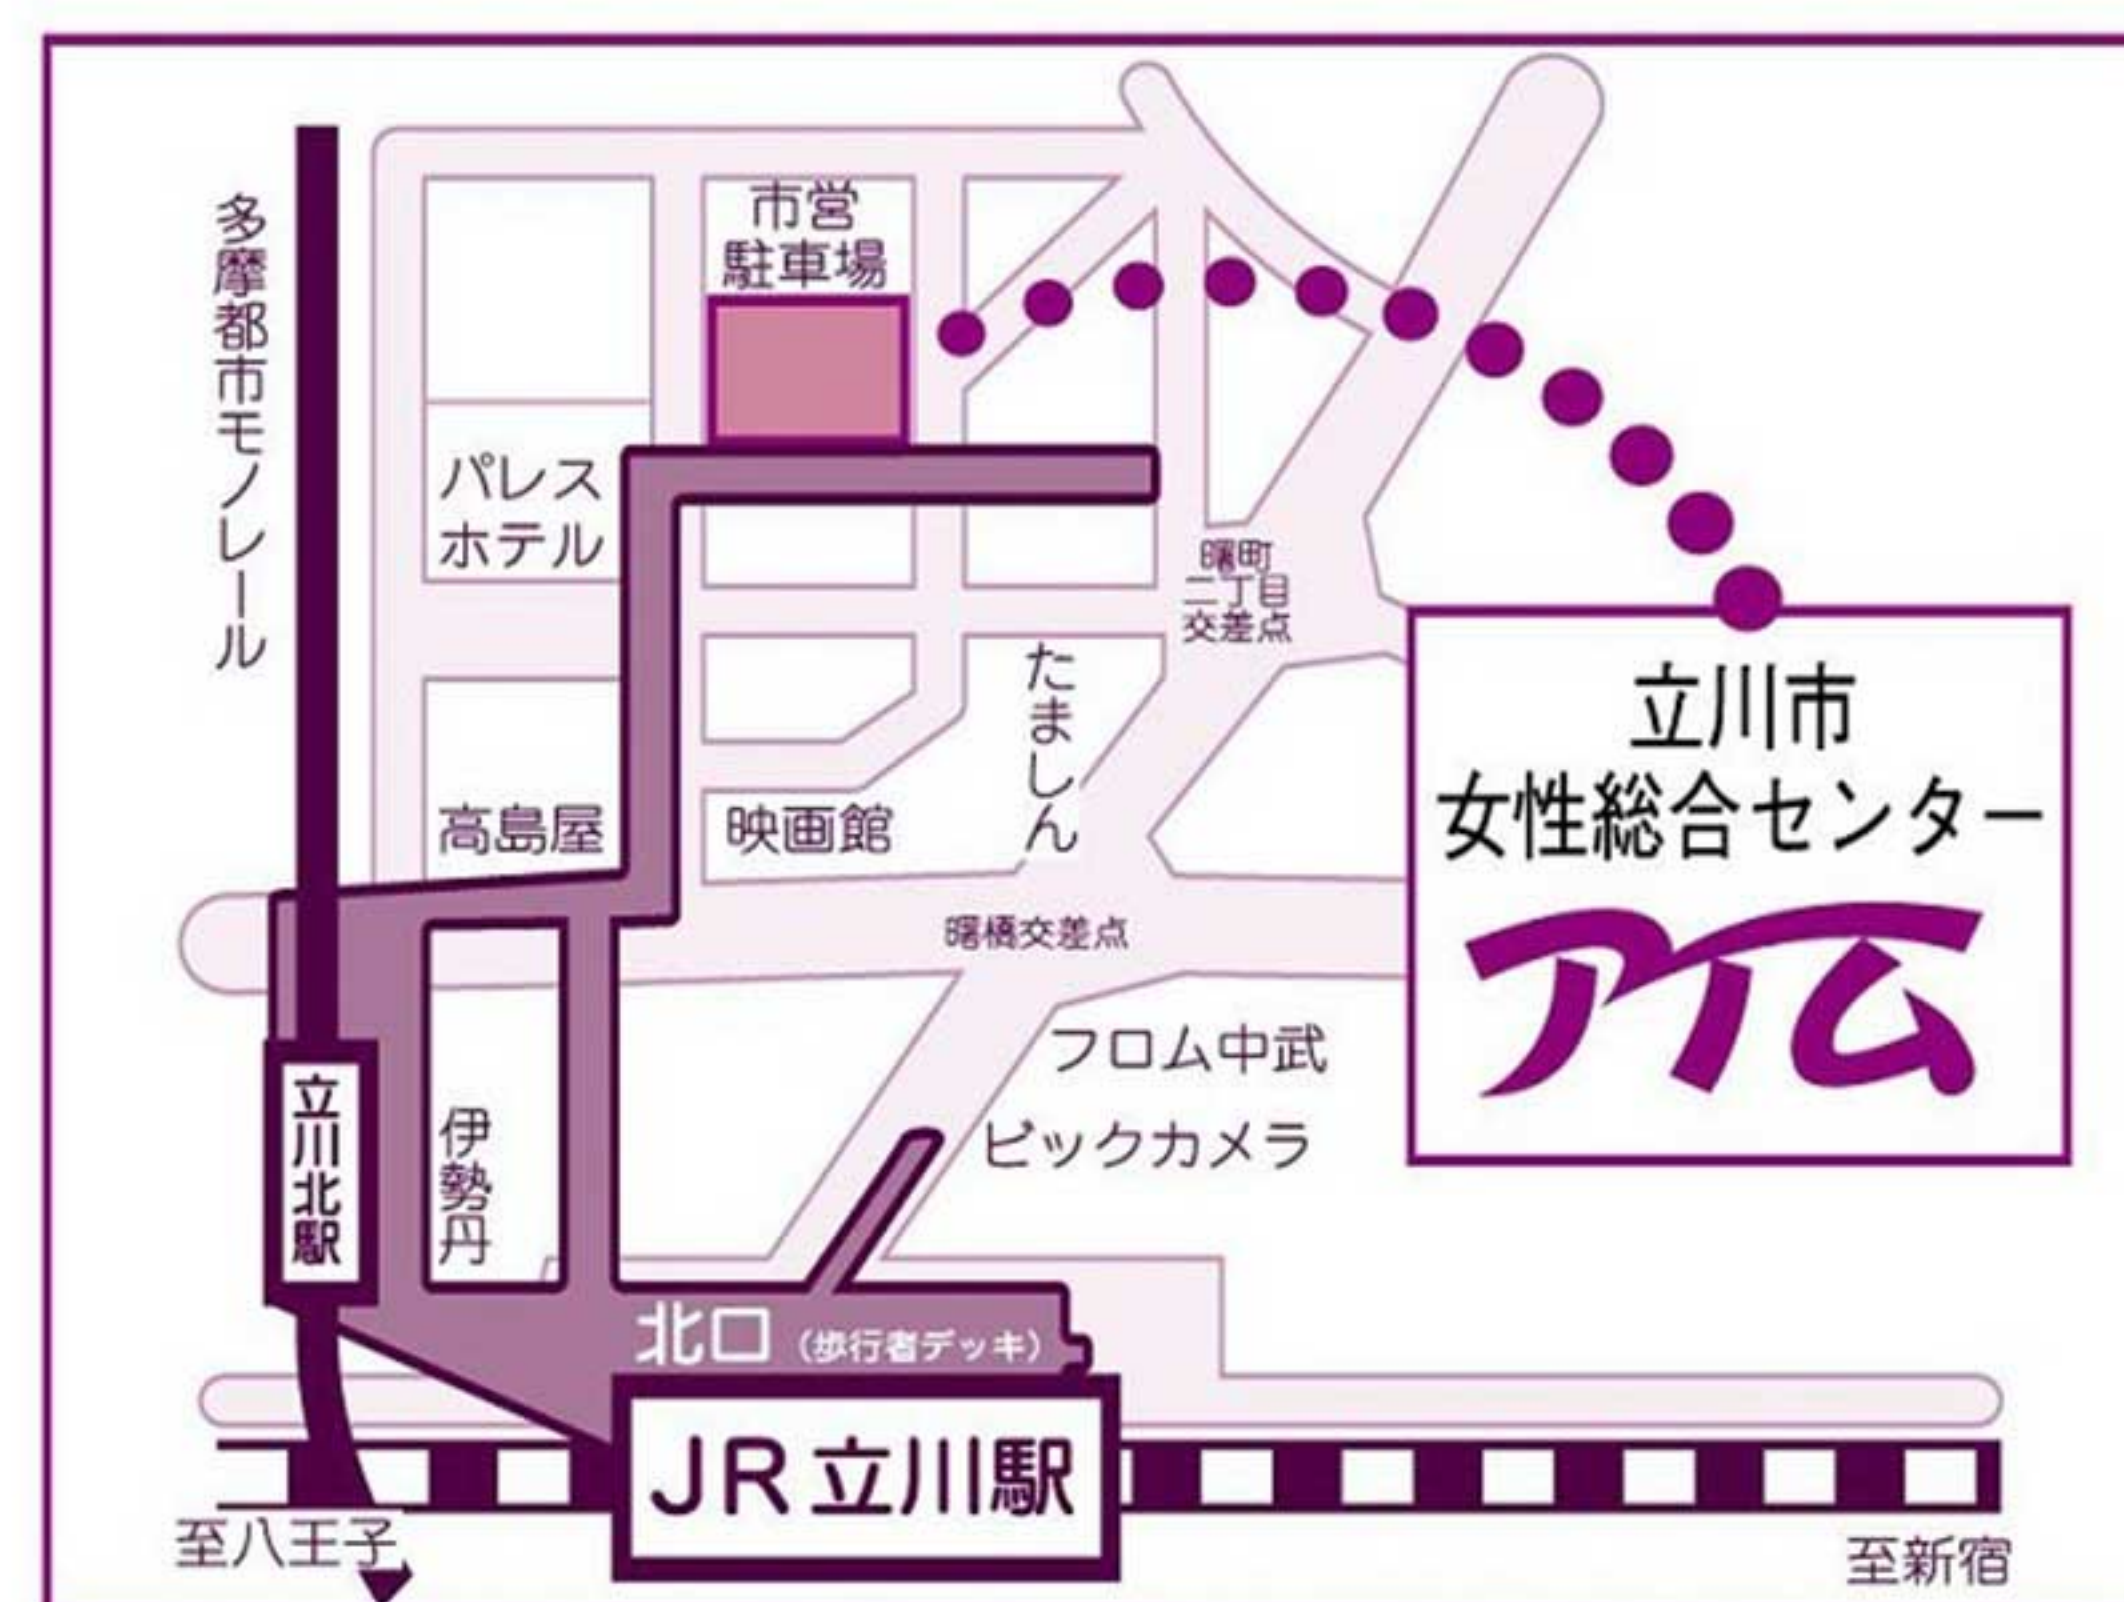 多摩都市モノレール
市営
駐車場
パレス
ホテル
曙町
二丁目
交差点
たましん
高島屋
映画館
曙橋交差点
立川市
女性総合センター
アイム
フロム中武
ビックカメラ
立川北駅
伊勢丹
北口(歩行者デッキ)
JR立川駅
至八王子
至新宿